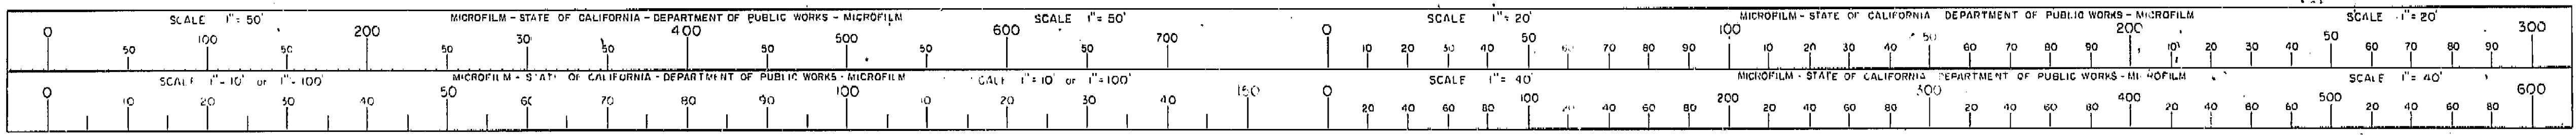 SCALE 1"= 50' MICROFILM - STATE OF CALIFORNIA - DEPARTMENT OF PUBLIC WORKS - MICROFILM SCALE 1"= 50' SCALE 1"= 20' MICROFILM - STATE OF CALIFORNIA DEPARTMENT OF PUBLIC WORKS - MICROFILM SCALE 1"= 20'
0 50 100 50 200 50 30 50 400 50 500 50 600 50 700 0 10 20 30 40 50 60 70 80 90 100 10 20 30 40 50 60 70 80 90 200 10 20 30 40 50 60 70 80 90 300
SCALE 1"= 10' or 1"= 100' MICROFILM - STATE OF CALIFORNIA - DEPARTMENT OF PUBLIC WORKS - MICROFILM CALE 1"= 10' or 1"= 100' SCALE 1"= 40' MICROFILM - STATE OF CALIFORNIA DEPARTMENT OF PUBLIC WORKS - MICROFILM SCALE 1"= 40'
0 10 20 30 40 50 60 70 80 90 100 10 20 30 40 150 0 20 40 60 80 100 20 40 60 80 200 20 40 60 80 300 20 40 60 80 400 20 40 60 80 500 20 40 60 80 600